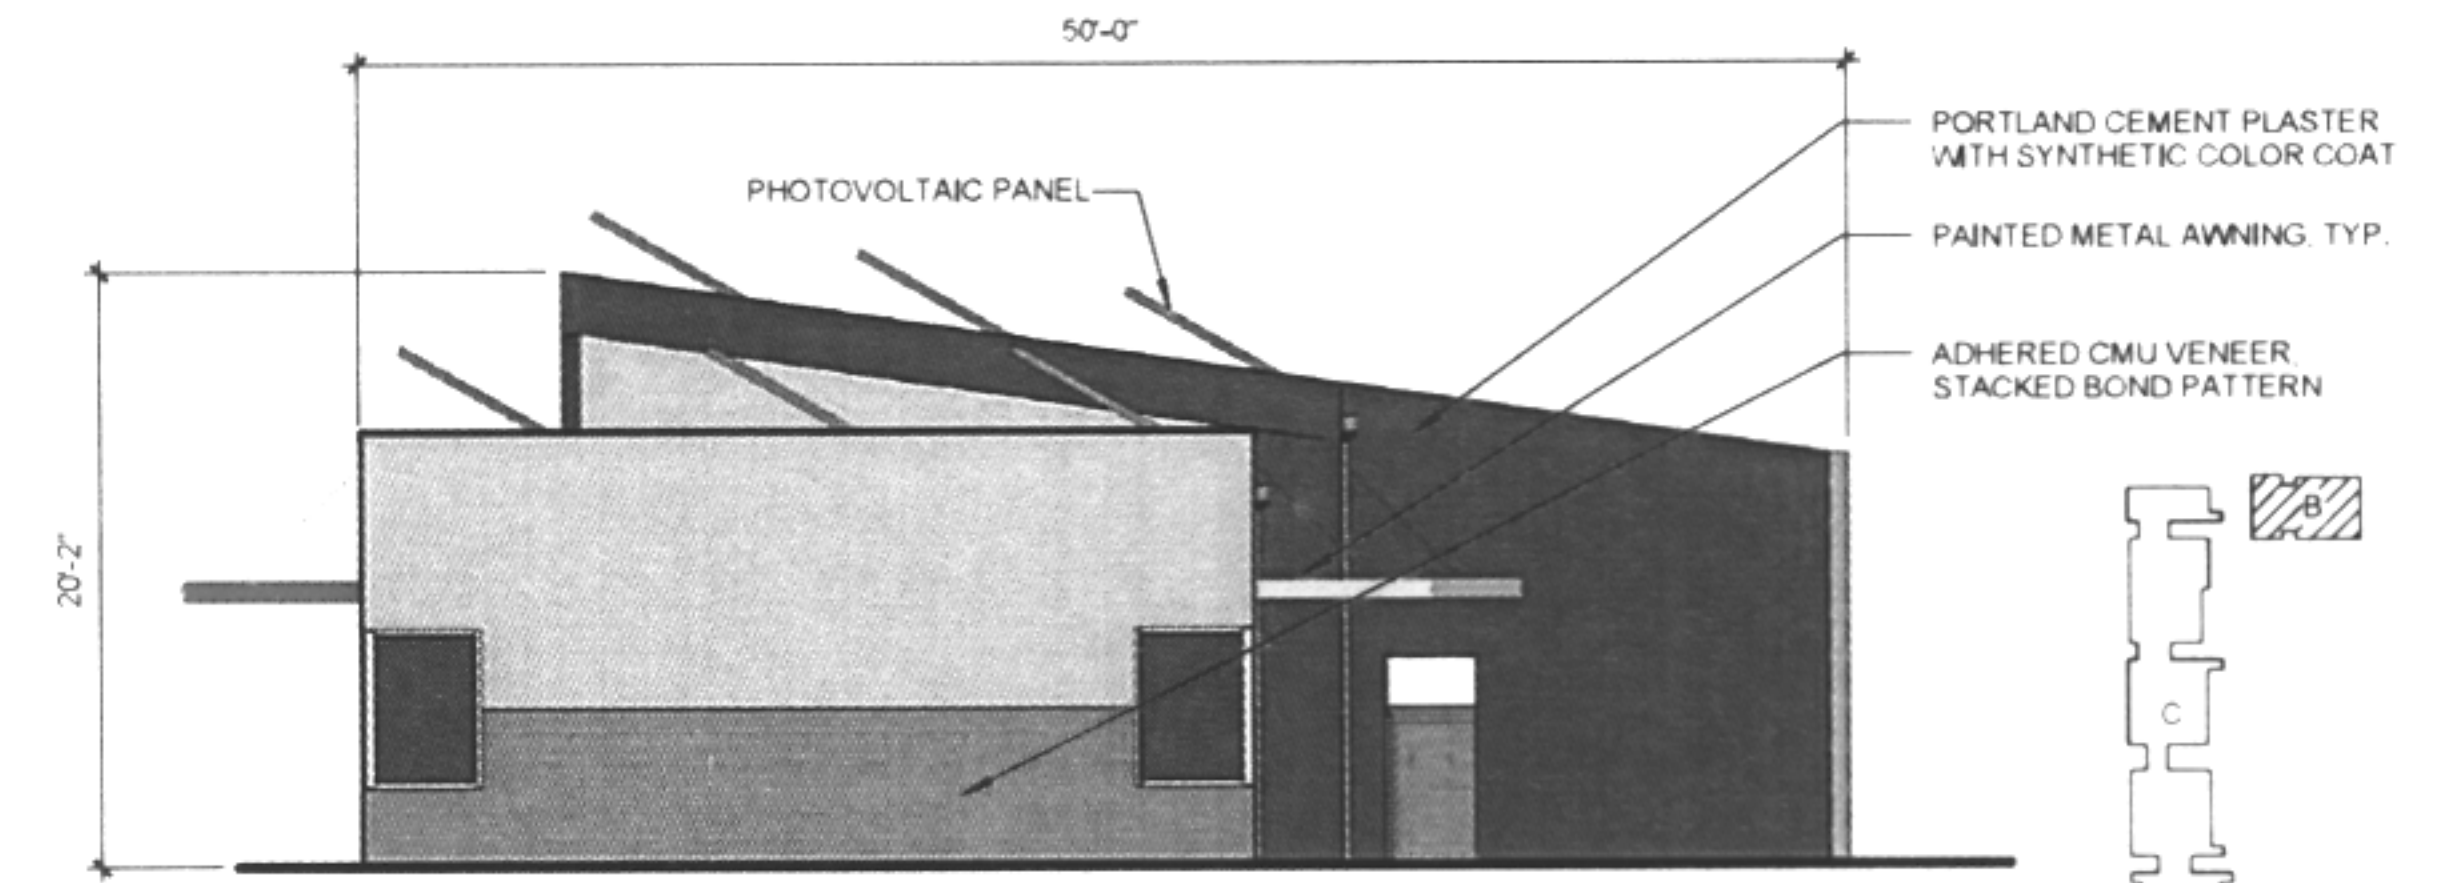 50'-0"
PORTLAND CEMENT PLASTER
WITH SYNTHETIC COLOR COAT
PHOTOVOLTAIC PANEL
PAINTED METAL AWNING, TYP.
20'-2"
ADHERED CMU VENEER,
STACKED BOND PATTERN
B
C